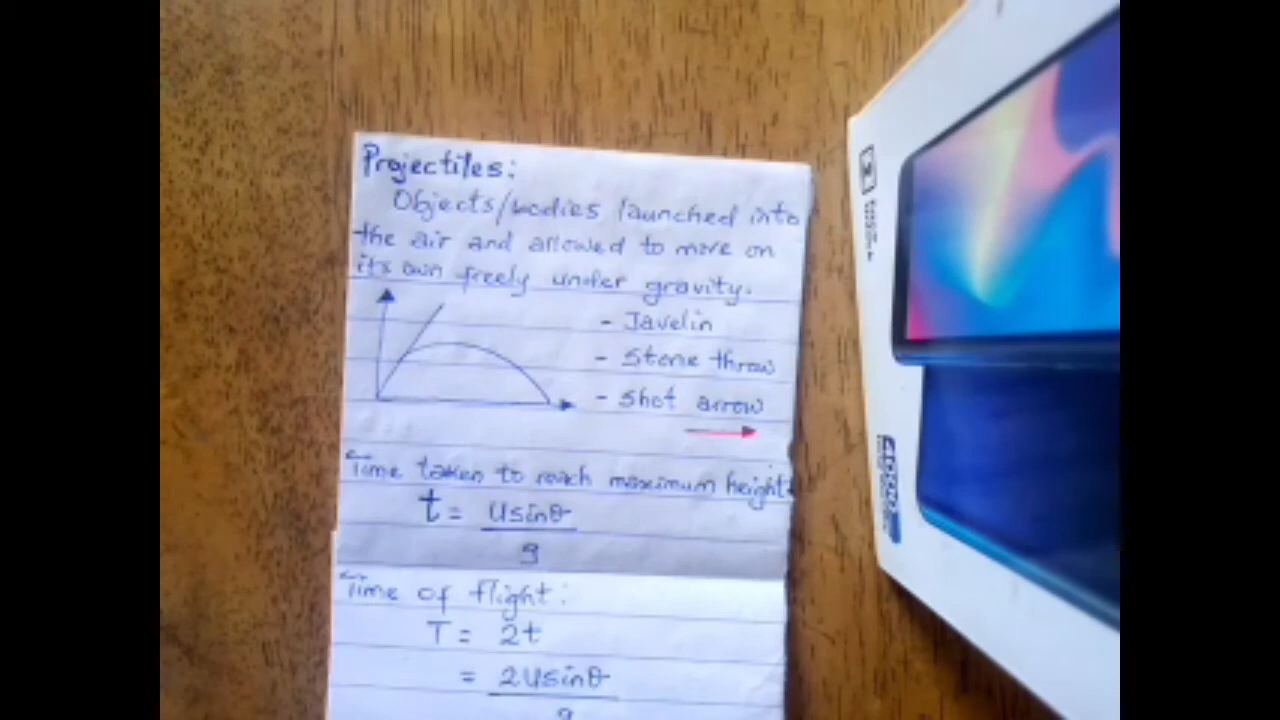 Projectiles:
Objects/bodies launched into
the air and allowed to move on
its own freely under gravity.
- Javelin
- Stone throw
- Shot arrow
Time taken to reach maximum height.
t = usinθ
g
Time of flight:
T = 2t
= 2usinθ
g